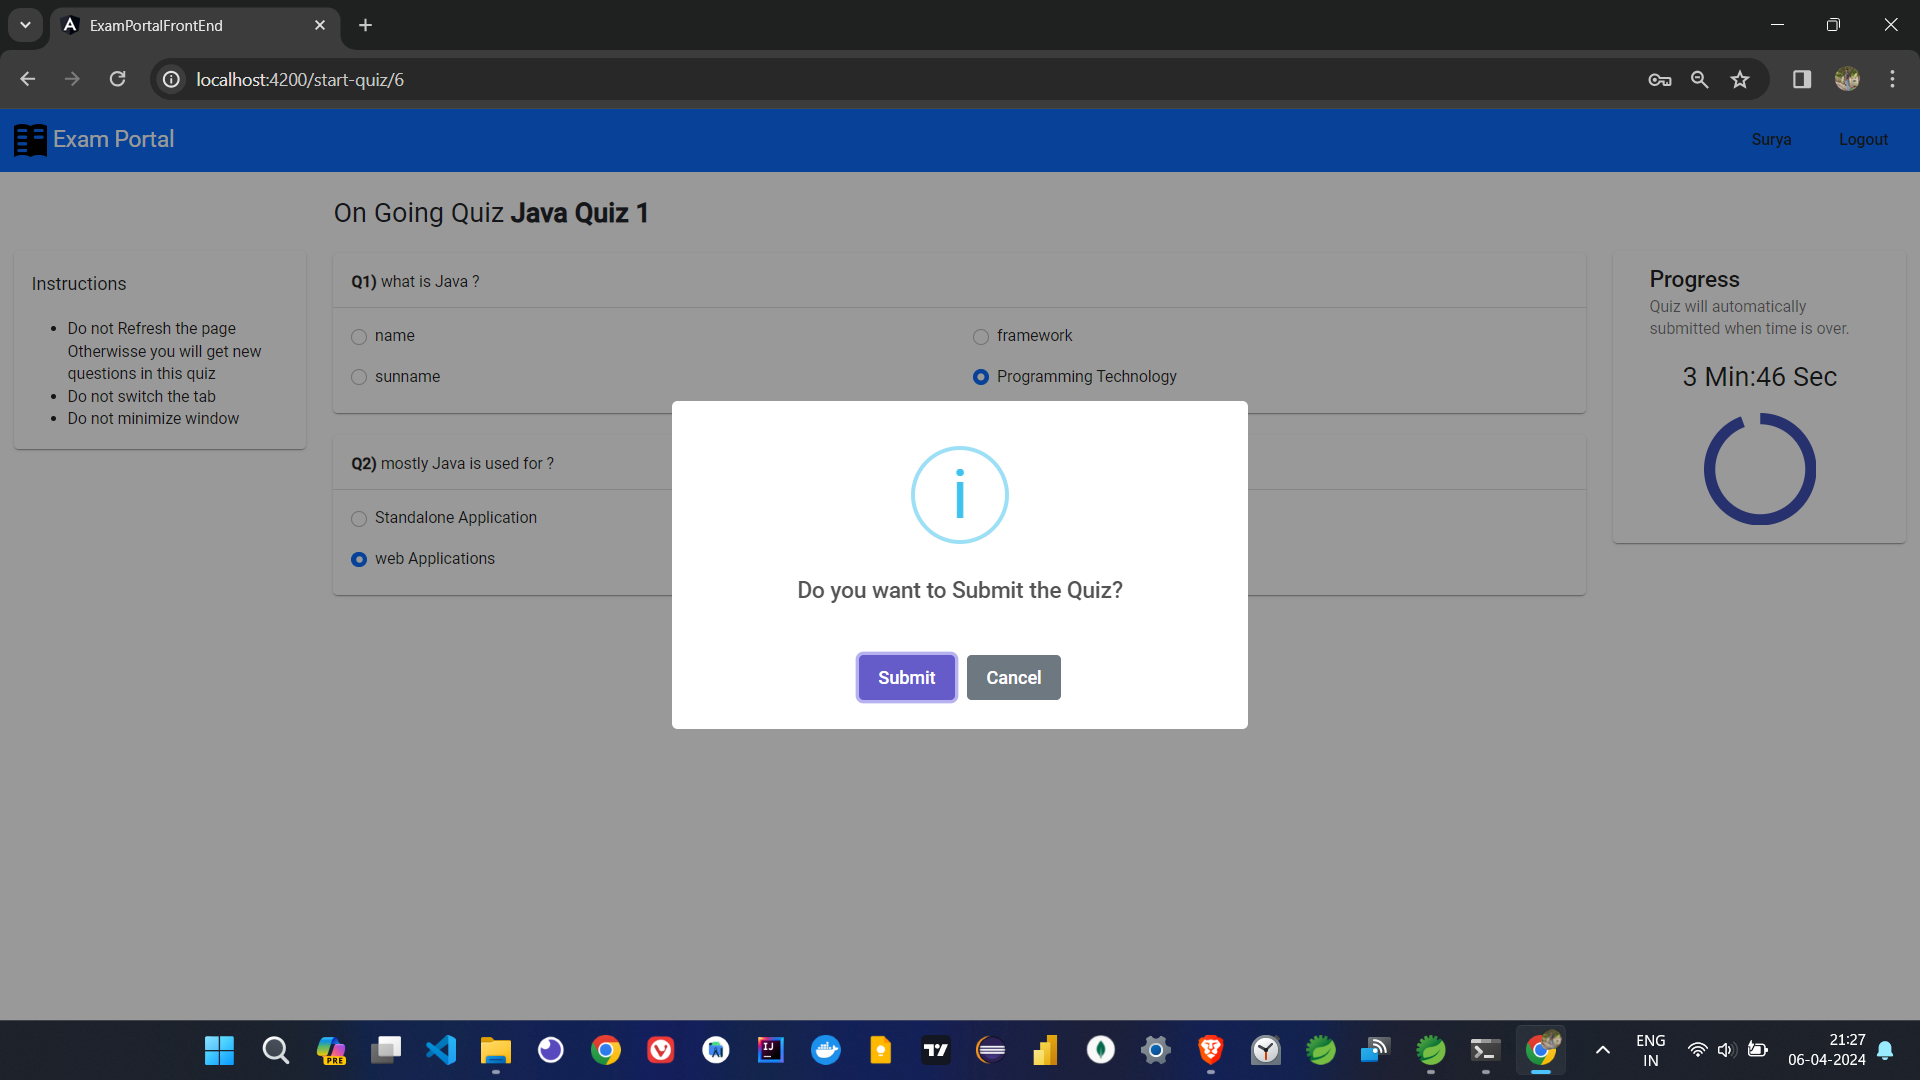 ExamPortalFrontEnd
localhost:4200/start-quiz/6
Exam Portal
Surya
Logout
On Going Quiz Java Quiz 1
Instructions
Do not Refresh the page
Otherwisse you will get new
questions in this quiz
Do not switch the tab
Do not minimize window
Q1) what is Java ?
name
framework
sunname
Programming Technology
Q2) mostly Java is used for ?
Standalone Application
web Applications
Progress
Quiz will automatically
submitted when time is over.
3 Min:46 Sec
i
Do you want to Submit the Quiz?
Submit
Cancel
PRE
IJ
ENG
IN
21:27
06-04-2024